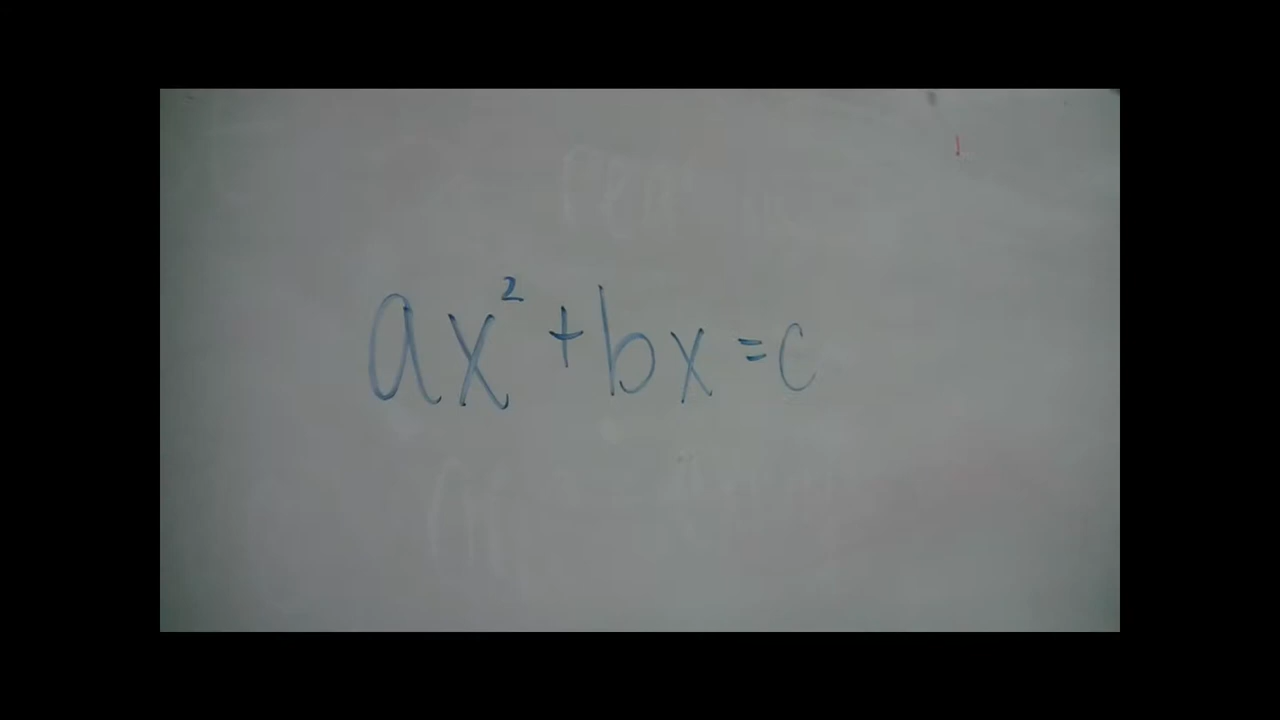 ax² + bx = c